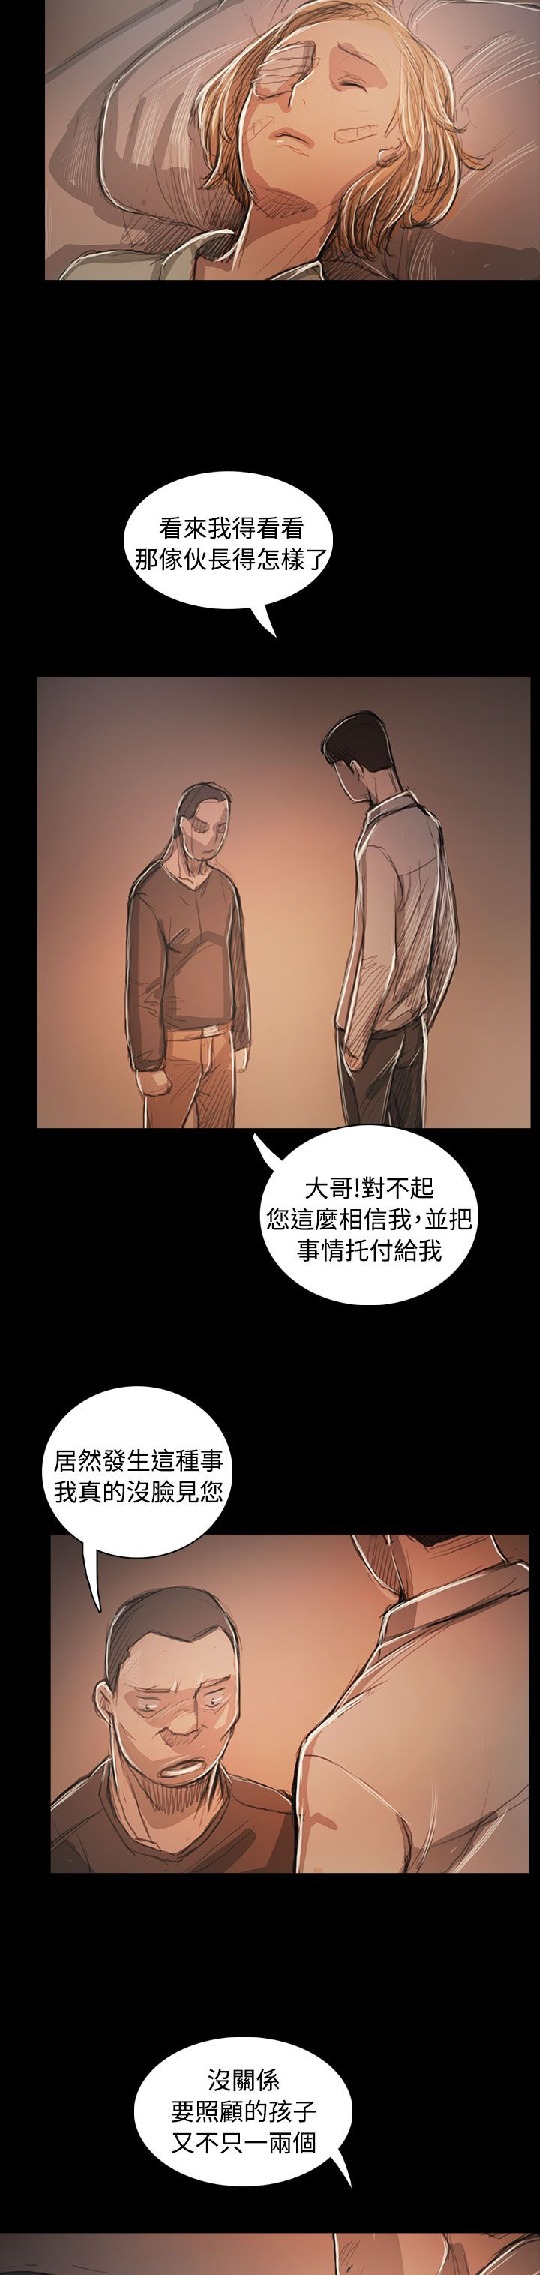 看來我得看看
那傢伙長得怎樣了
大哥!對不起
您這麼相信我,並把
事情托付給我
居然發生這種事
我真的沒臉見您
沒關係
要照顧的孩子
又不只一兩個